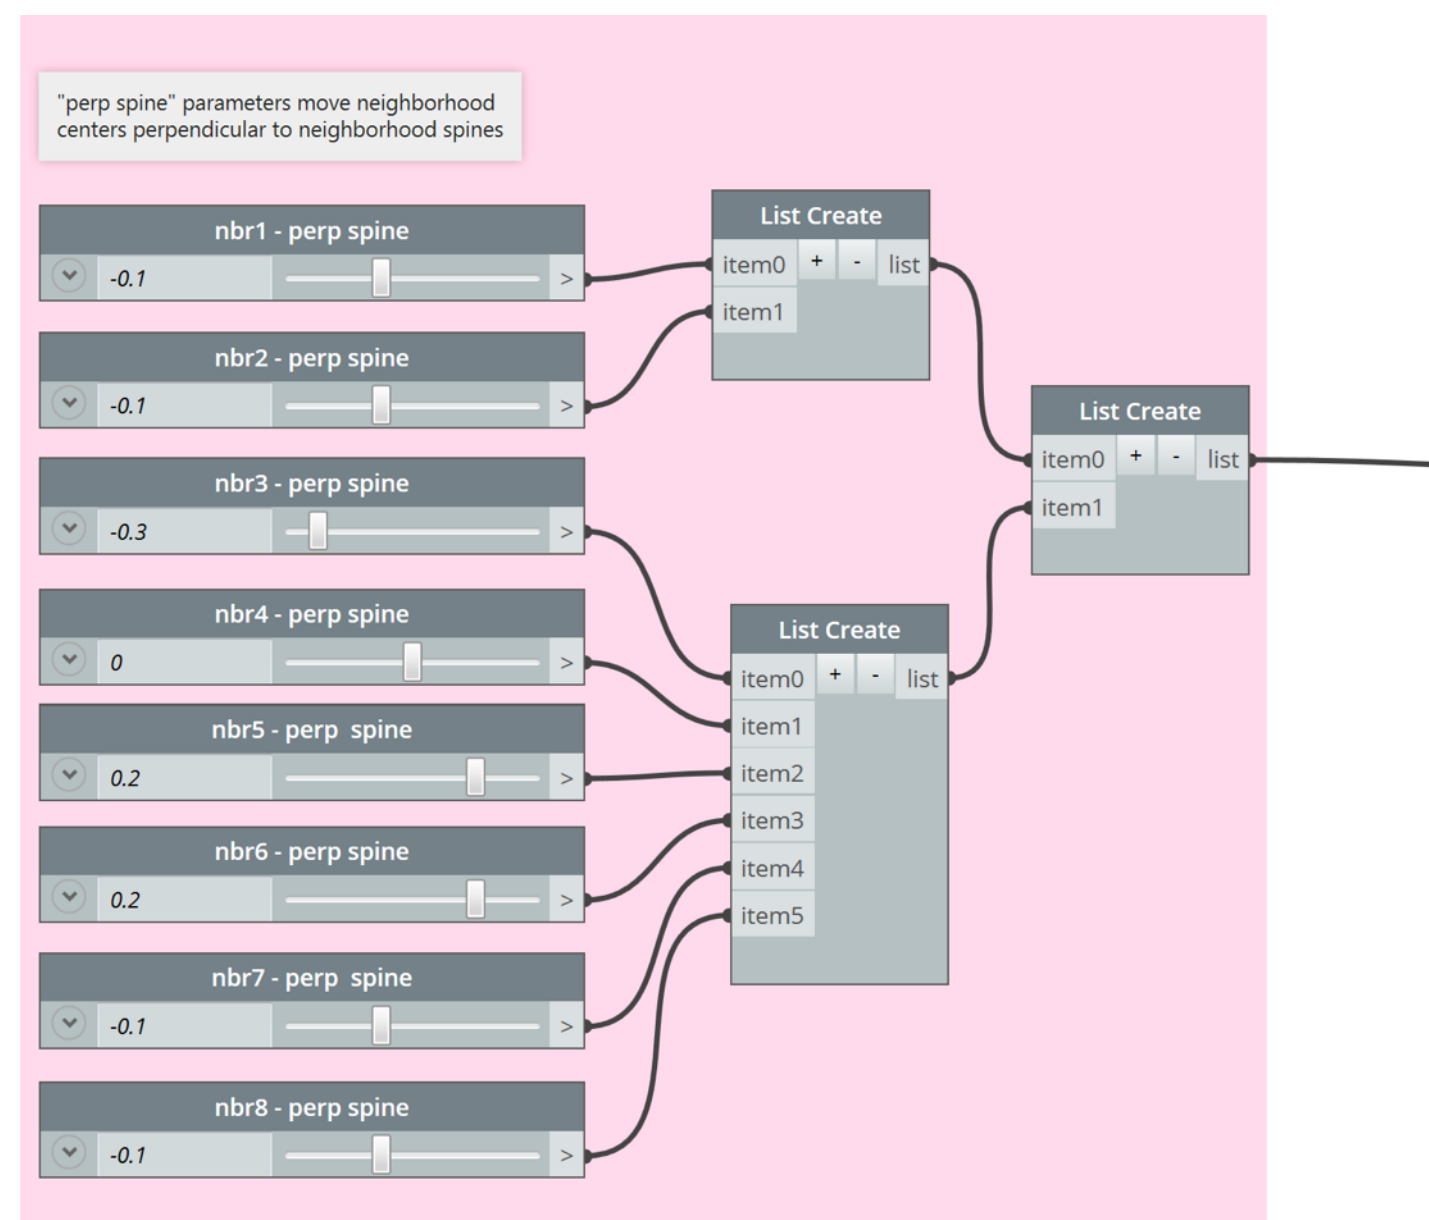 "perp spine" parameters move neighborhood
centers perpendicular to neighborhood spines
nbr1 - perp spine
-0.1
>
nbr2 - perp spine
-0.1
>
nbr3 - perp spine
-0.3
>
nbr4 - perp spine
0
>
nbr5 - perp  spine
0.2
>
nbr6 - perp spine
0.2
>
nbr7 - perp  spine
-0.1
>
nbr8 - perp spine
-0.1
>
List Create
item0 + - list
item1
List Create
item0 + - list
item1
item2
item3
item4
item5
List Create
item0 + - list
item1